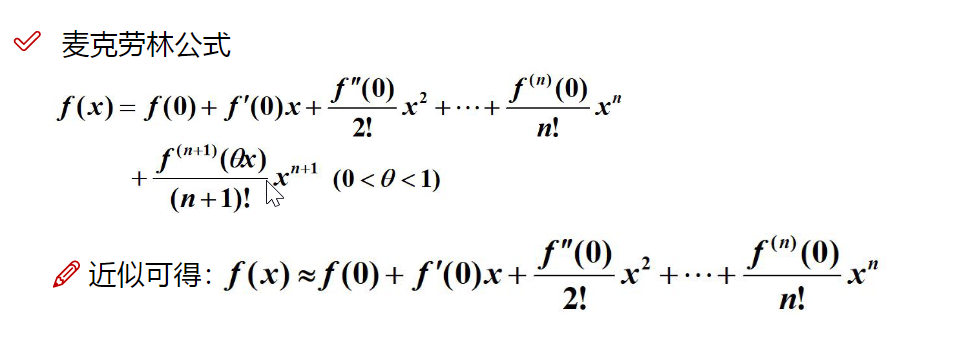 麦克劳林公式
f(x) = f(0) + f′(0)x + f″(0)/2! x² + ⋯ + f⁽ⁿ⁾(0)/n! xⁿ
+ f⁽ⁿ⁺¹⁾(θx)/(n+1)! xⁿ⁺¹ (0 < θ < 1)
近似可得：f(x) ≈ f(0) + f′(0)x + f″(0)/2! x² + ⋯ + f⁽ⁿ⁾(0)/n! xⁿ